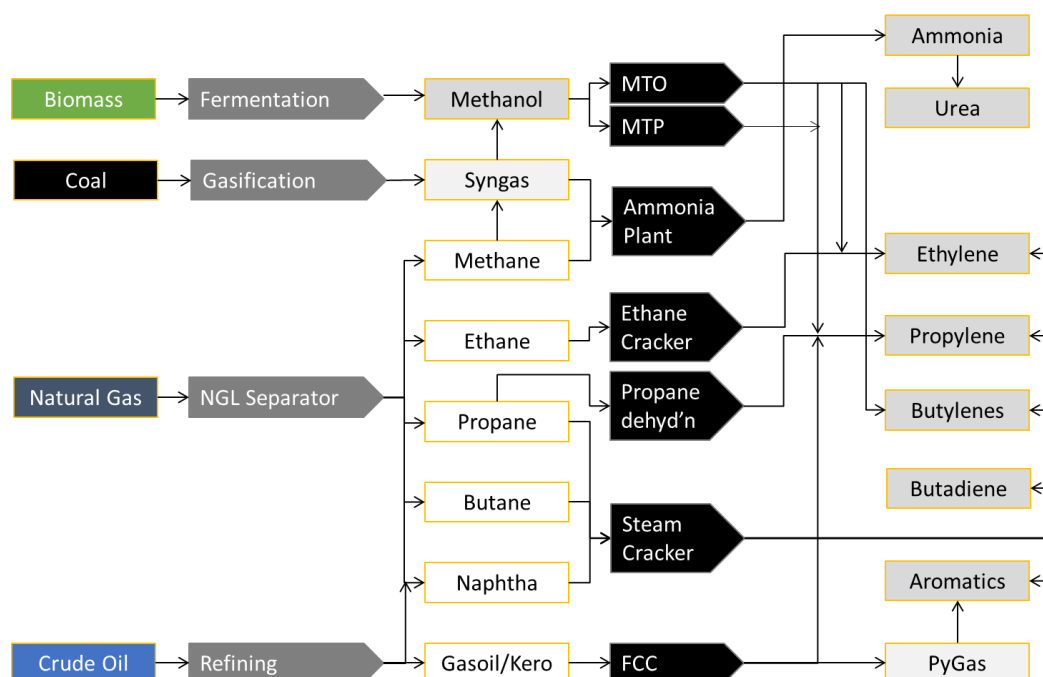 Ammonia
Biomass
Fermentation
Methanol
MTO
MTP
Urea
Coal
Gasification
Syngas
Ammonia
Plant
Methane
Ethylene
Ethane
Ethane
Cracker
Propylene
Natural Gas
NGL Separator
Propane
Propane
dehyd’n
Butylenes
Butane
Steam
Cracker
Butadiene
Naphtha
Aromatics
Crude Oil
Refining
Gasoil/Kero
FCC
PyGas